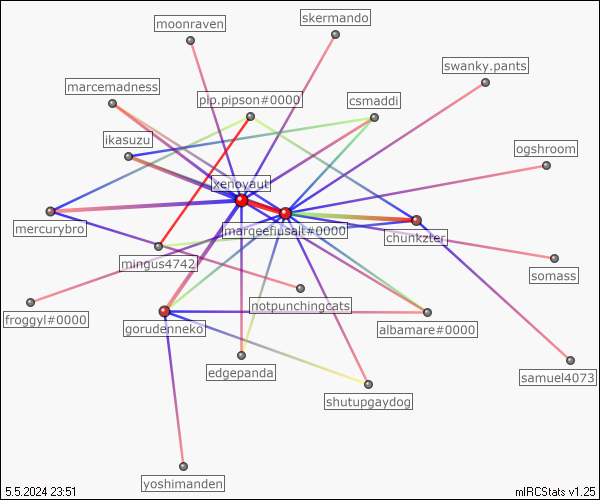 moonraven
skermando
swanky.pants
marcemadness
pip.pipson#0000
csmaddi
ikasuzu
ogshroom
xenoyaut
mercurybro
marqeefiusalt#0000
chunkzter
mingus4742
somass
notpunchingcats
froggyl#0000
gorudenneko
albamare#0000
edgepanda
samuel4073
shutupgaydog
yoshimanden
5.5.2024 23:51
mIRCStats v1.25